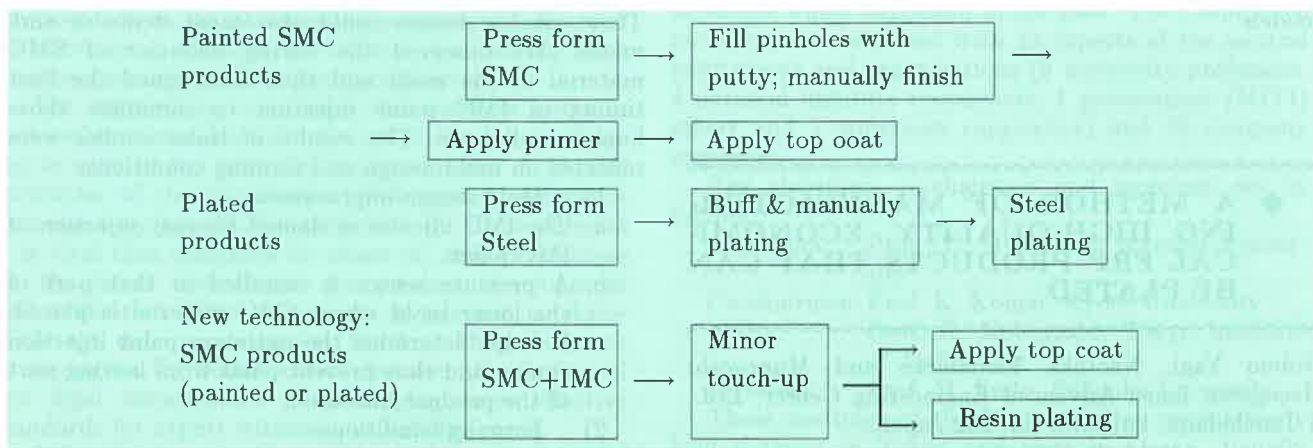 Painted SMC
products
Press form
SMC
Fill pinholes with
putty; manually finish
Apply primer
Apply top ooat
Plated
products
Press form
Steel
Buff & manually
plating
Steel
plating
New technology:
SMC products
(painted or plated)
Press form
SMC+IMC
Minor
touch-up
Apply top coat
Resin plating